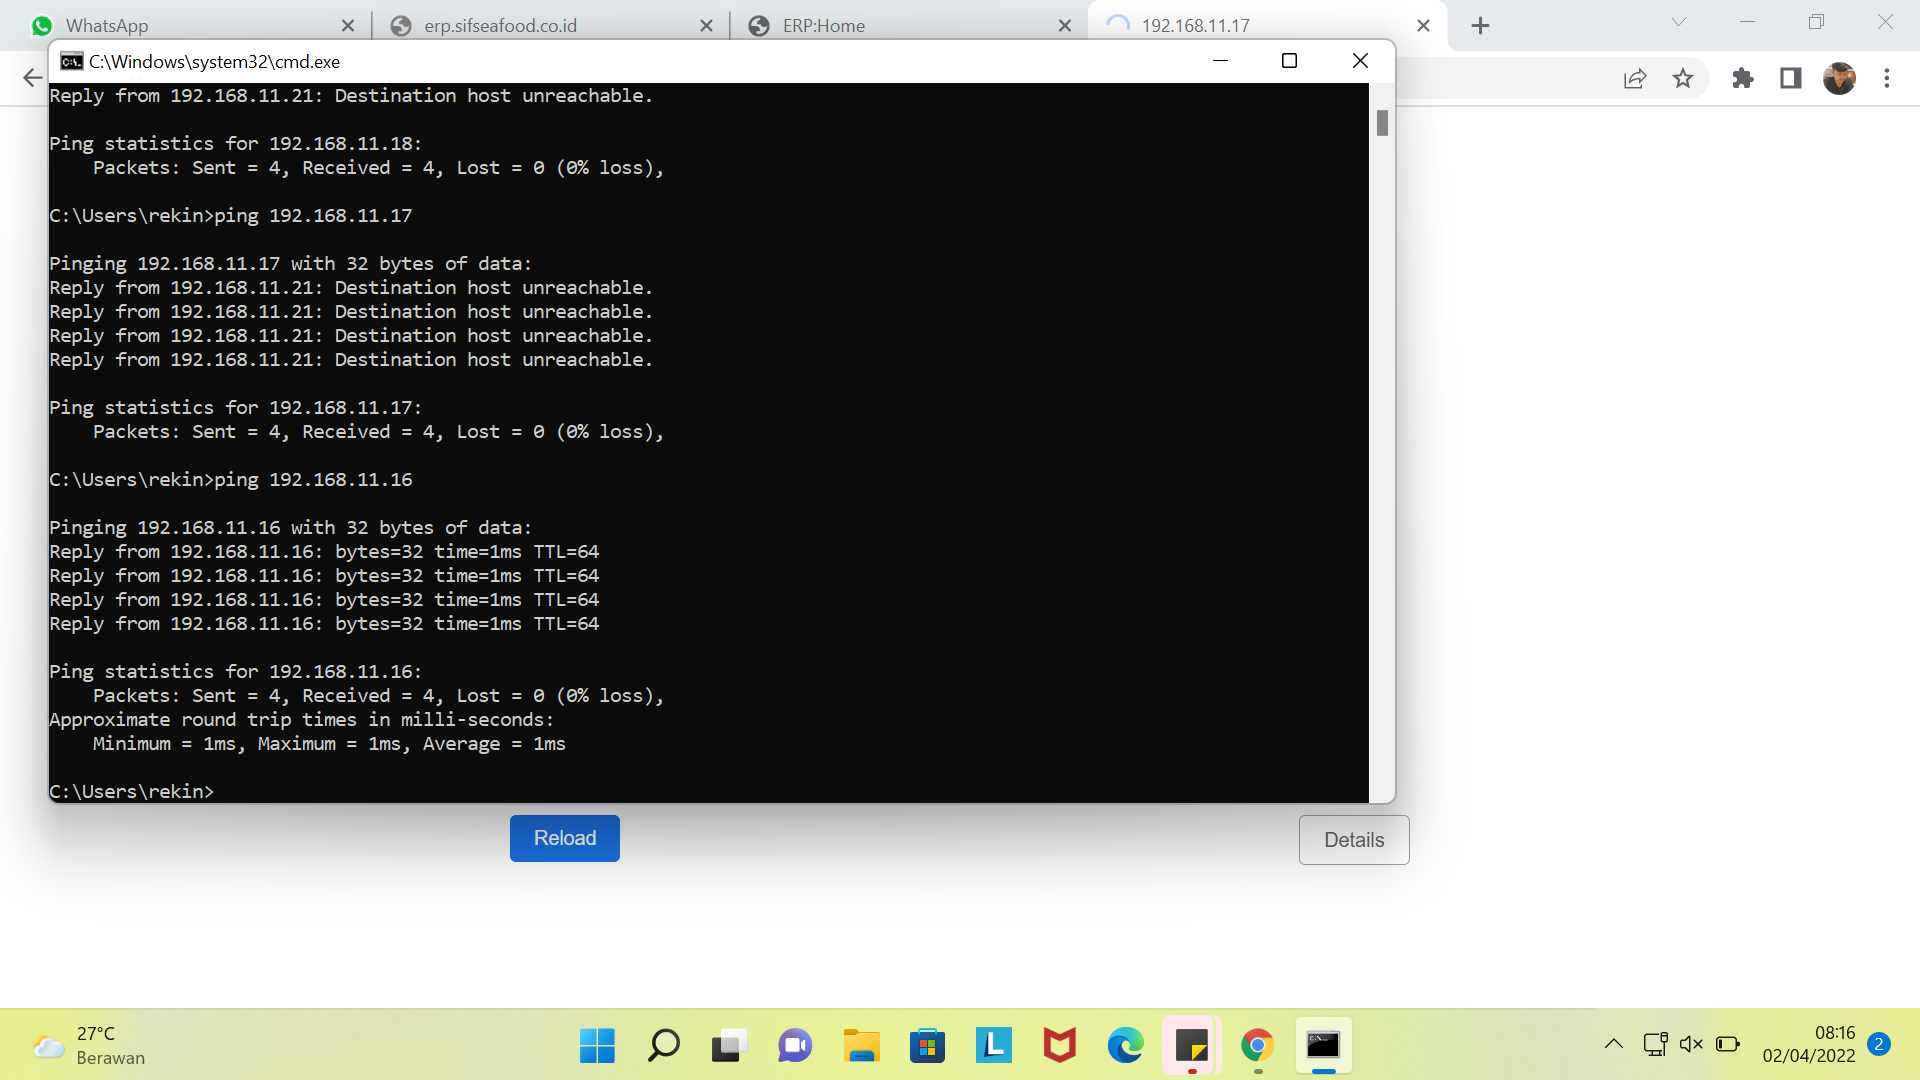 WhatsApp
erp.sifseafood.co.id
ERP:Home
192.168.11.17
C:\Windows\system32\cmd.exe
Reply from 192.168.11.21: Destination host unreachable.
Ping statistics for 192.168.11.18:
    Packets: Sent = 4, Received = 4, Lost = 0 (0% loss),
C:\Users\rekin>ping 192.168.11.17
Pinging 192.168.11.17 with 32 bytes of data:
Reply from 192.168.11.21: Destination host unreachable.
Reply from 192.168.11.21: Destination host unreachable.
Reply from 192.168.11.21: Destination host unreachable.
Reply from 192.168.11.21: Destination host unreachable.
Ping statistics for 192.168.11.17:
    Packets: Sent = 4, Received = 4, Lost = 0 (0% loss),
C:\Users\rekin>ping 192.168.11.16
Pinging 192.168.11.16 with 32 bytes of data:
Reply from 192.168.11.16: bytes=32 time=1ms TTL=64
Reply from 192.168.11.16: bytes=32 time=1ms TTL=64
Reply from 192.168.11.16: bytes=32 time=1ms TTL=64
Reply from 192.168.11.16: bytes=32 time=1ms TTL=64
Ping statistics for 192.168.11.16:
    Packets: Sent = 4, Received = 4, Lost = 0 (0% loss),
Approximate round trip times in milli-seconds:
    Minimum = 1ms, Maximum = 1ms, Average = 1ms
C:\Users\rekin>
Reload
Details
27°C
Berawan
08:16
02/04/2022
2